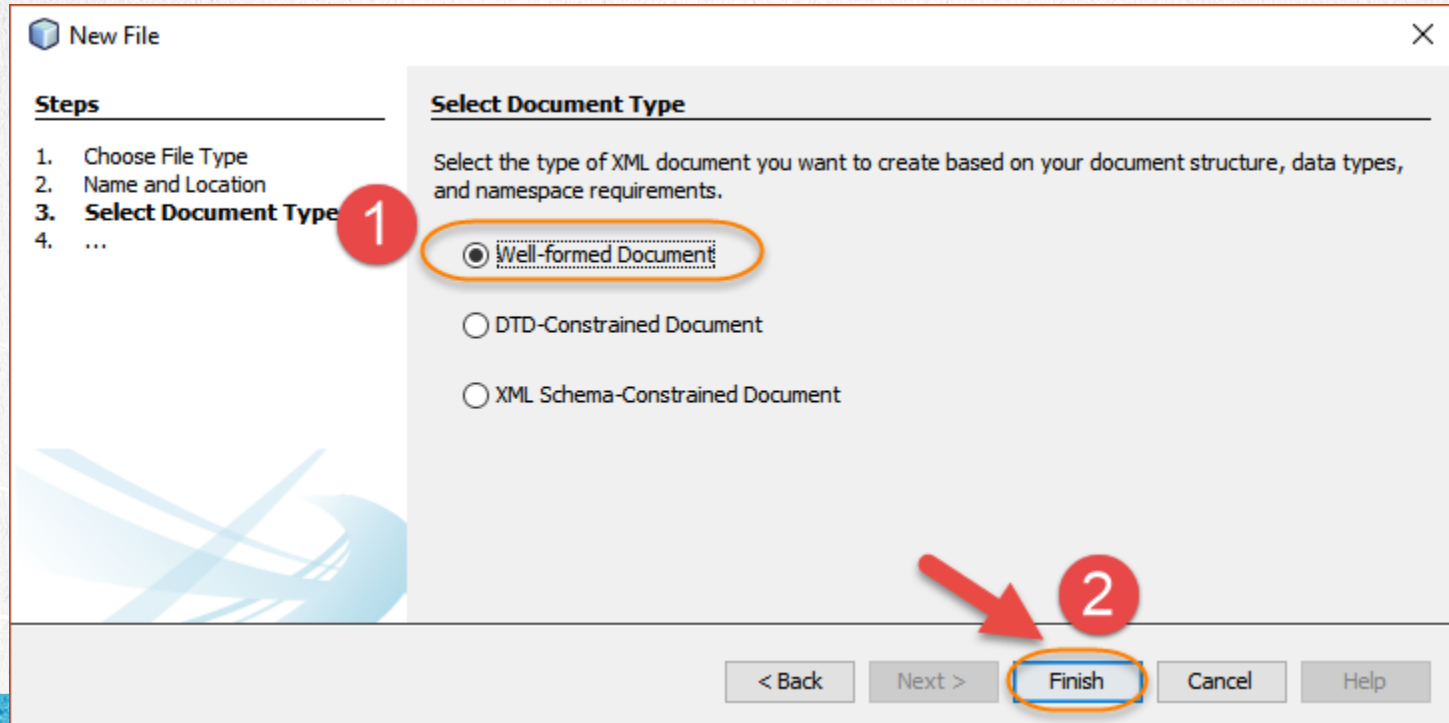 New File
Steps
1. Choose File Type
2. Name and Location
3. Select Document Type
4. ...
Select Document Type
Select the type of XML document you want to create based on your document structure, data types,
and namespace requirements.
1
Well-formed Document
DTD-Constrained Document
XML Schema-Constrained Document
2
< Back Next > Finish Cancel Help